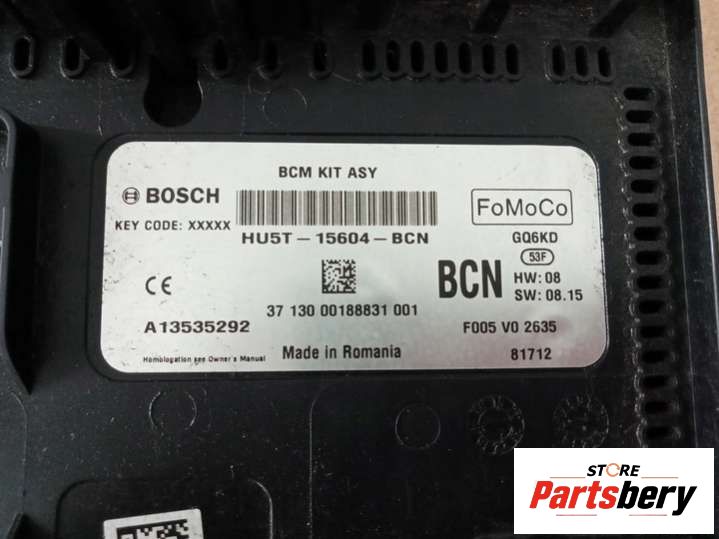 BCM KIT ASY
BOSCH
FoMoCo
KEY CODE: XXXXX
HU5T-15604-BCN
GQ6KD
53F
BCN
HW: 08
SW: 08.15
CE
37 130 00188831 001
A13535292
F005 V0 2635
Made in Romania
81712
Homologation see Owner's Manual
STORE
Partsbery